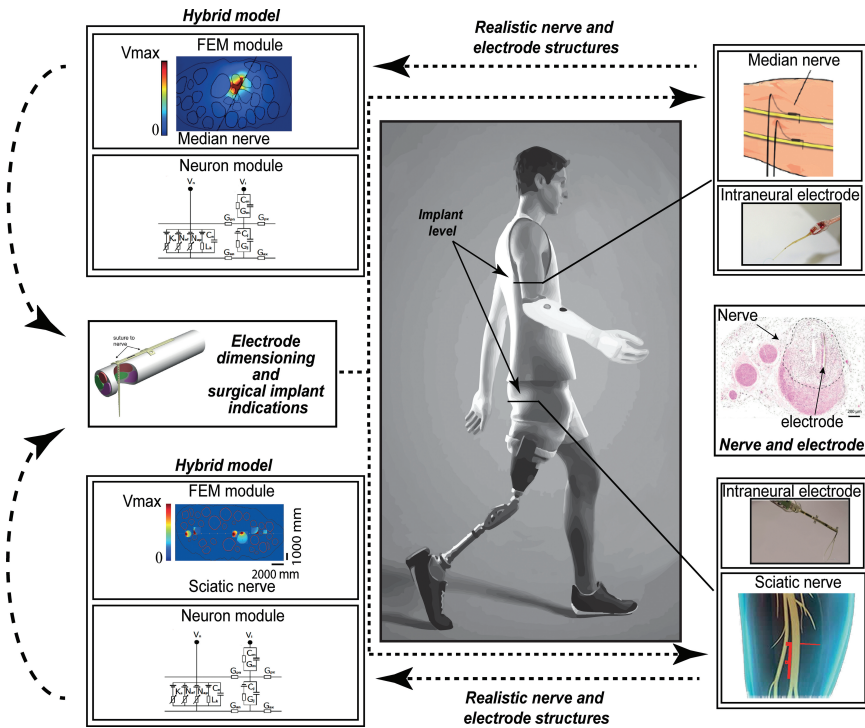 Hybrid model
FEM module
Vmax
0
Median nerve
Neuron module
Realistic nerve and
electrode structures
Median nerve
Intraneural electrode
Implant
level
suture to
nerve
Electrode
dimensioning
and
surgical implant
indications
Nerve
electrode
200 µm
Nerve and electrode
Hybrid model
FEM module
Vmax
0
1000 mm
2000 mm
Sciatic nerve
Neuron module
Intraneural electrode
Sciatic nerve
Realistic nerve and
electrode structures